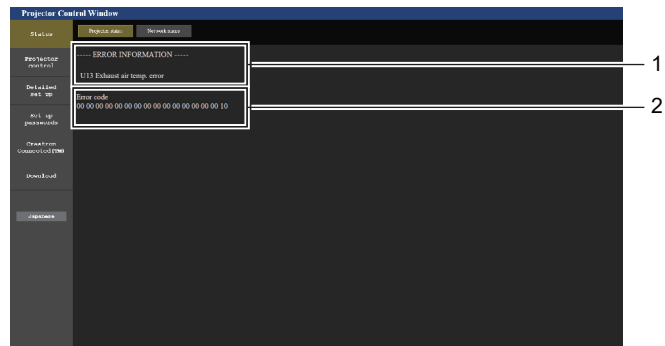 Projector Control Window
Status
Projector status
Network status
Projector control
Detailed set up
Set up passwords
Crestron Connected(TM)
Download
Japanese
----- ERROR INFORMATION -----
U13 Exhaust air temp. error
Error code
00 00 00 00 00 00 00 00 00 00 00 00 00 00 00 10
1
2